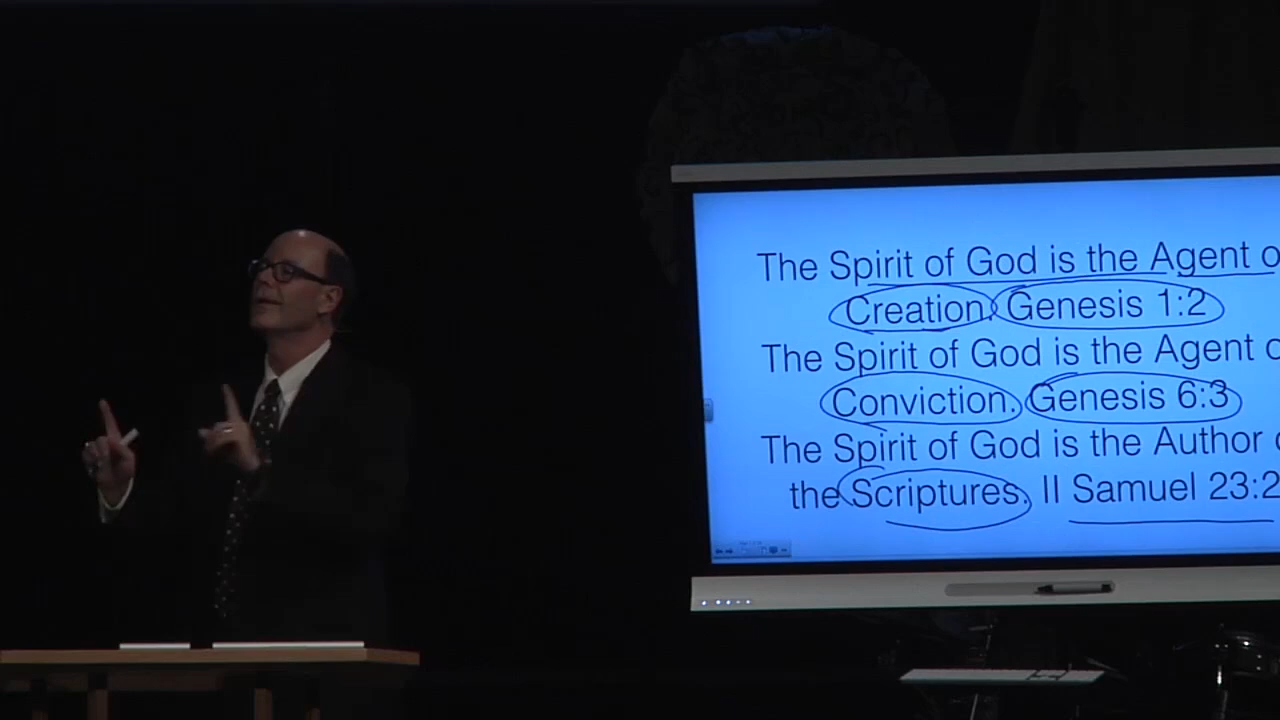 The Spirit of God is the Agent o
Creation. Genesis 1:2
The Spirit of God is the Agent o
Conviction. Genesis 6:3
The Spirit of God is the Author
the Scriptures. II Samuel 23:2